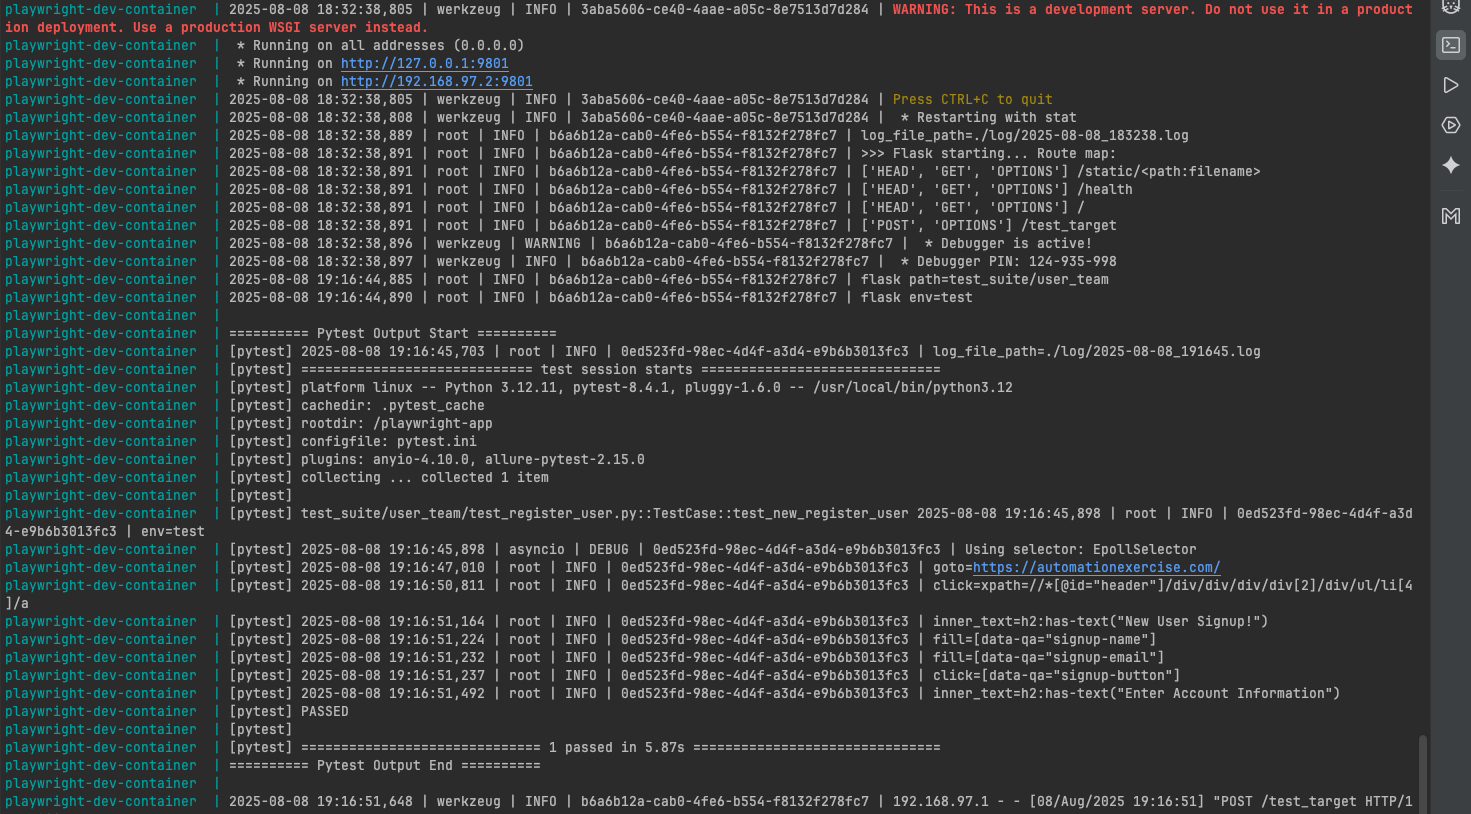 playwright-dev-container  | 2025-08-08 18:32:38,805 | werkzeug | INFO | 3aba5606-ce40-4aae-a05c-8e7513d7d284 | WARNING: This is a development server. Do not use it in a product
ion deployment. Use a production WSGI server instead.
playwright-dev-container  |  * Running on all addresses (0.0.0.0)
playwright-dev-container  |  * Running on http://127.0.0.1:9801
playwright-dev-container  |  * Running on http://192.168.97.2:9801
playwright-dev-container  | 2025-08-08 18:32:38,805 | werkzeug | INFO | 3aba5606-ce40-4aae-a05c-8e7513d7d284 | Press CTRL+C to quit
playwright-dev-container  | 2025-08-08 18:32:38,808 | werkzeug | INFO | 3aba5606-ce40-4aae-a05c-8e7513d7d284 |  * Restarting with stat
playwright-dev-container  | 2025-08-08 18:32:38,889 | root | INFO | b6a6b12a-cab0-4fe6-b554-f8132f278fc7 | log_file_path=./log/2025-08-08_183238.log
playwright-dev-container  | 2025-08-08 18:32:38,891 | root | INFO | b6a6b12a-cab0-4fe6-b554-f8132f278fc7 | >>> Flask starting... Route map:
playwright-dev-container  | 2025-08-08 18:32:38,891 | root | INFO | b6a6b12a-cab0-4fe6-b554-f8132f278fc7 | ['HEAD', 'GET', 'OPTIONS'] /static/<path:filename>
playwright-dev-container  | 2025-08-08 18:32:38,891 | root | INFO | b6a6b12a-cab0-4fe6-b554-f8132f278fc7 | ['HEAD', 'GET', 'OPTIONS'] /health
playwright-dev-container  | 2025-08-08 18:32:38,891 | root | INFO | b6a6b12a-cab0-4fe6-b554-f8132f278fc7 | ['HEAD', 'GET', 'OPTIONS'] /
playwright-dev-container  | 2025-08-08 18:32:38,891 | root | INFO | b6a6b12a-cab0-4fe6-b554-f8132f278fc7 | ['POST', 'OPTIONS'] /test_target
playwright-dev-container  | 2025-08-08 18:32:38,896 | werkzeug | WARNING | b6a6b12a-cab0-4fe6-b554-f8132f278fc7 |  * Debugger is active!
playwright-dev-container  | 2025-08-08 18:32:38,897 | werkzeug | INFO | b6a6b12a-cab0-4fe6-b554-f8132f278fc7 |  * Debugger PIN: 124-935-998
playwright-dev-container  | 2025-08-08 19:16:44,885 | root | INFO | b6a6b12a-cab0-4fe6-b554-f8132f278fc7 | flask path=test_suite/user_team
playwright-dev-container  | 2025-08-08 19:16:44,890 | root | INFO | b6a6b12a-cab0-4fe6-b554-f8132f278fc7 | flask env=test
playwright-dev-container  |
playwright-dev-container  | ========== Pytest Output Start ==========
playwright-dev-container  | [pytest] 2025-08-08 19:16:45,703 | root | INFO | 0ed523fd-98ec-4d4f-a3d4-e9b6b3013fc3 | log_file_path=./log/2025-08-08_191645.log
playwright-dev-container  | [pytest] ============================= test session starts ==============================
playwright-dev-container  | [pytest] platform linux -- Python 3.12.11, pytest-8.4.1, pluggy-1.6.0 -- /usr/local/bin/python3.12
playwright-dev-container  | [pytest] cachedir: .pytest_cache
playwright-dev-container  | [pytest] rootdir: /playwright-app
playwright-dev-container  | [pytest] configfile: pytest.ini
playwright-dev-container  | [pytest] plugins: anyio-4.10.0, allure-pytest-2.15.0
playwright-dev-container  | [pytest] collecting ... collected 1 item
playwright-dev-container  | [pytest]
playwright-dev-container  | [pytest] test_suite/user_team/test_register_user.py::TestCase::test_new_register_user 2025-08-08 19:16:45,898 | root | INFO | 0ed523fd-98ec-4d4f-a3d
4-e9b6b3013fc3 | env=test
playwright-dev-container  | [pytest] 2025-08-08 19:16:45,898 | asyncio | DEBUG | 0ed523fd-98ec-4d4f-a3d4-e9b6b3013fc3 | Using selector: EpollSelector
playwright-dev-container  | [pytest] 2025-08-08 19:16:47,010 | root | INFO | 0ed523fd-98ec-4d4f-a3d4-e9b6b3013fc3 | goto=https://automationexercise.com/
playwright-dev-container  | [pytest] 2025-08-08 19:16:50,811 | root | INFO | 0ed523fd-98ec-4d4f-a3d4-e9b6b3013fc3 | click=xpath=//*[@id="header"]/div/div/div/div[2]/div/ul/li[4
]/a
playwright-dev-container  | [pytest] 2025-08-08 19:16:51,164 | root | INFO | 0ed523fd-98ec-4d4f-a3d4-e9b6b3013fc3 | inner_text=h2:has-text("New User Signup!")
playwright-dev-container  | [pytest] 2025-08-08 19:16:51,224 | root | INFO | 0ed523fd-98ec-4d4f-a3d4-e9b6b3013fc3 | fill=[data-qa="signup-name"]
playwright-dev-container  | [pytest] 2025-08-08 19:16:51,232 | root | INFO | 0ed523fd-98ec-4d4f-a3d4-e9b6b3013fc3 | fill=[data-qa="signup-email"]
playwright-dev-container  | [pytest] 2025-08-08 19:16:51,237 | root | INFO | 0ed523fd-98ec-4d4f-a3d4-e9b6b3013fc3 | click=[data-qa="signup-button"]
playwright-dev-container  | [pytest] 2025-08-08 19:16:51,492 | root | INFO | 0ed523fd-98ec-4d4f-a3d4-e9b6b3013fc3 | inner_text=h2:has-text("Enter Account Information")
playwright-dev-container  | [pytest] PASSED
playwright-dev-container  | [pytest]
playwright-dev-container  | [pytest] ============================== 1 passed in 5.87s ===============================
playwright-dev-container  | ========== Pytest Output End ==========
playwright-dev-container  |
playwright-dev-container  | 2025-08-08 19:16:51,648 | werkzeug | INFO | b6a6b12a-cab0-4fe6-b554-f8132f278fc7 | 192.168.97.1 - - [08/Aug/2025 19:16:51] "POST /test_target HTTP/1